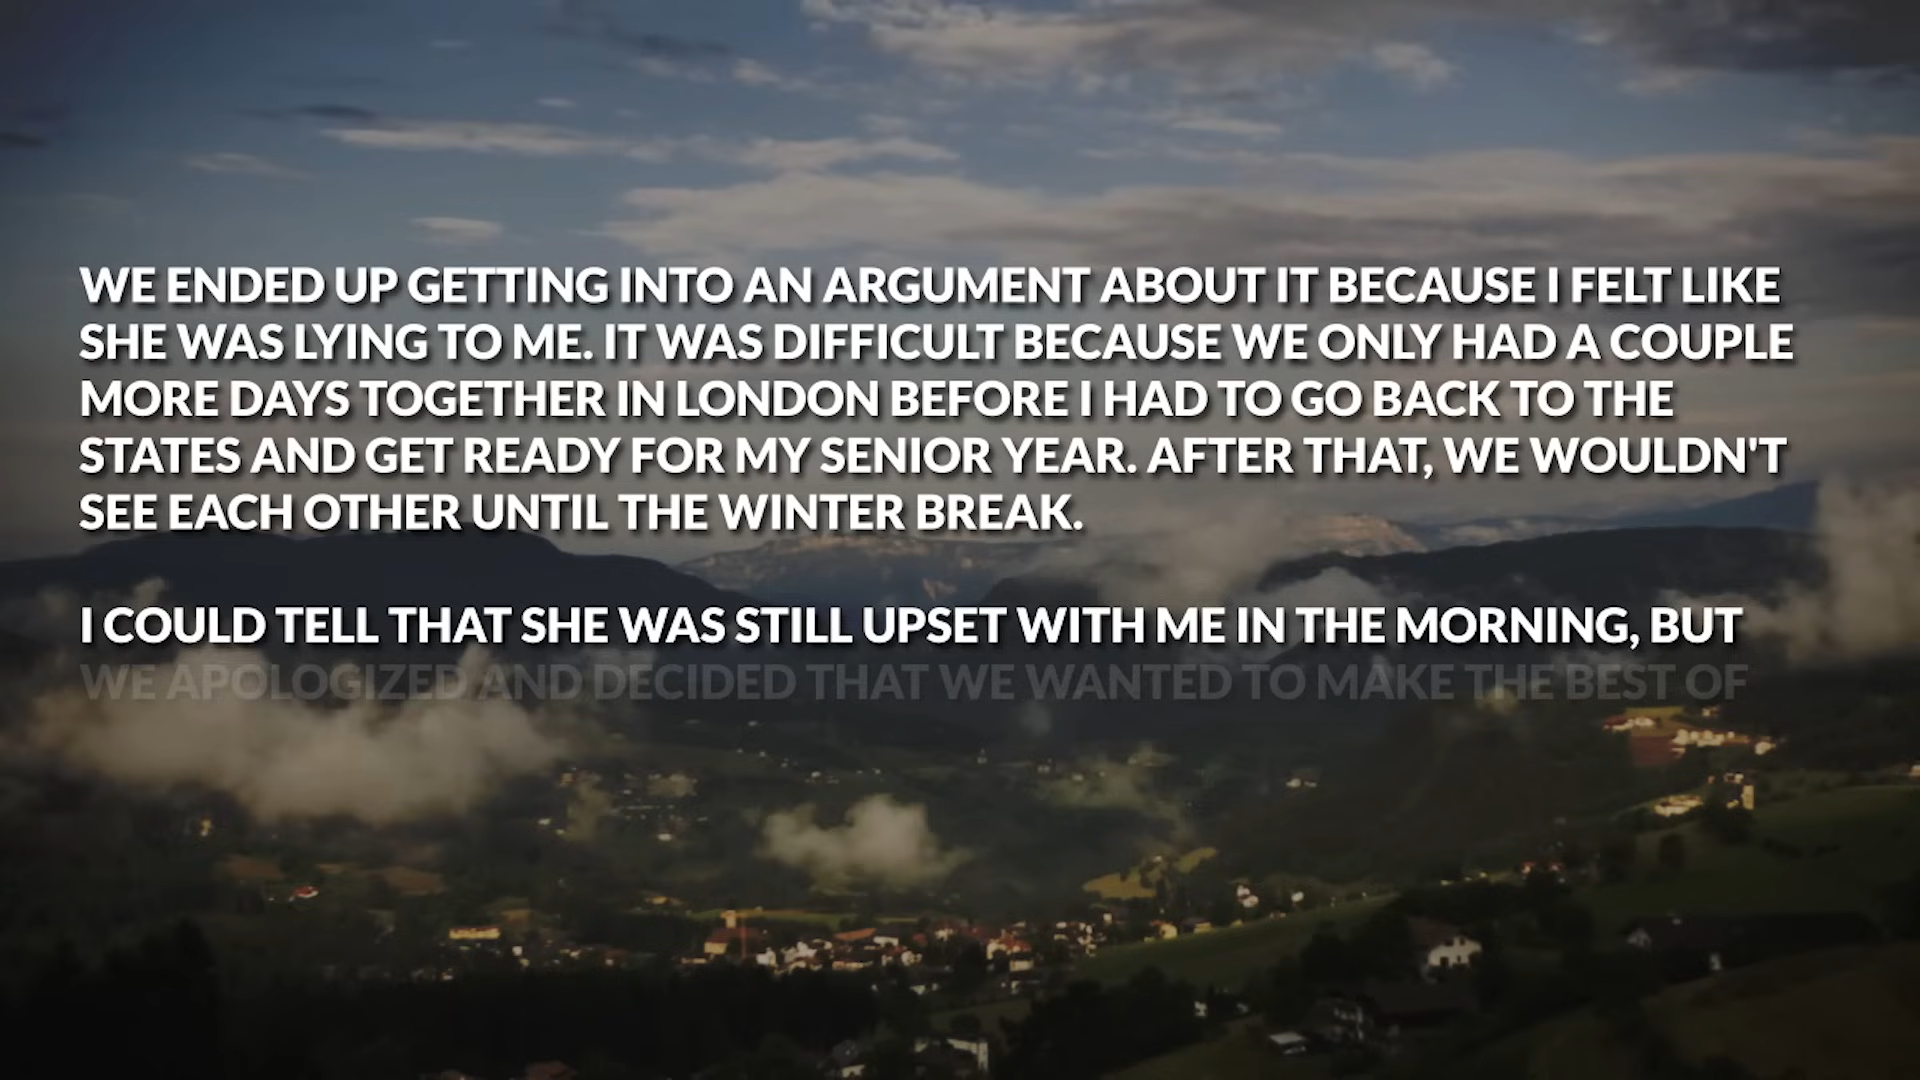 WE ENDED UP GETTING INTO AN ARGUMENT ABOUT IT BECAUSE I FELT LIKE
SHE WAS LYING TO ME. IT WAS DIFFICULT BECAUSE WE ONLY HAD A COUPLE
MORE DAYS TOGETHER IN LONDON BEFORE I HAD TO GO BACK TO THE
STATES AND GET READY FOR MY SENIOR YEAR. AFTER THAT, WE WOULDN'T
SEE EACH OTHER UNTIL THE WINTER BREAK.
I COULD TELL THAT SHE WAS STILL UPSET WITH ME IN THE MORNING, BUT
WE APOLOGIZED AND DECIDED THAT WE WANTED TO MAKE THE BEST OF